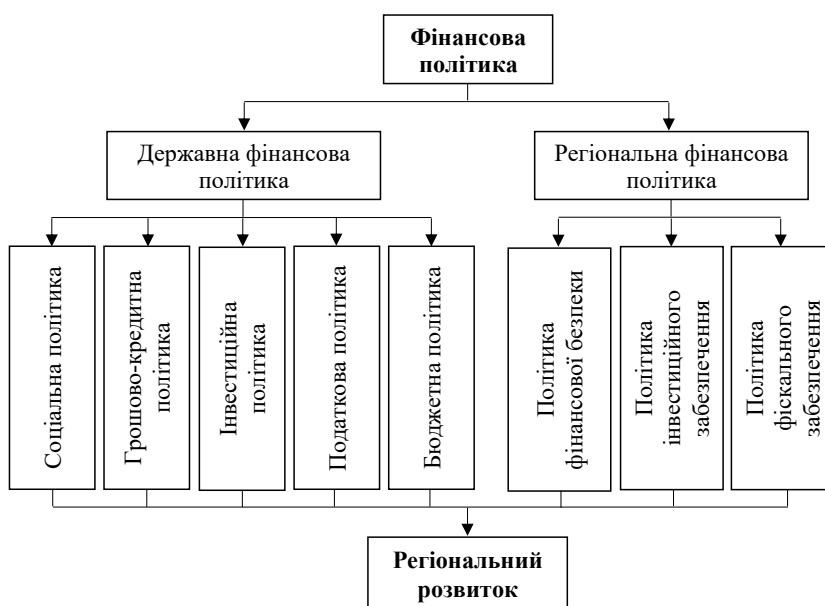 Фінансова
політика
Державна фінансова
політика
Регіональна фінансова
політика
Соціальна політика
Грошово-кредитна
політика
Інвестиційна
політика
Податкова політика
Бюджетна політика
Політика
фінансової безпеки
Політика
інвестиційного
забезпечення
Політика
фіскального
забезпечення
Регіональний
розвиток